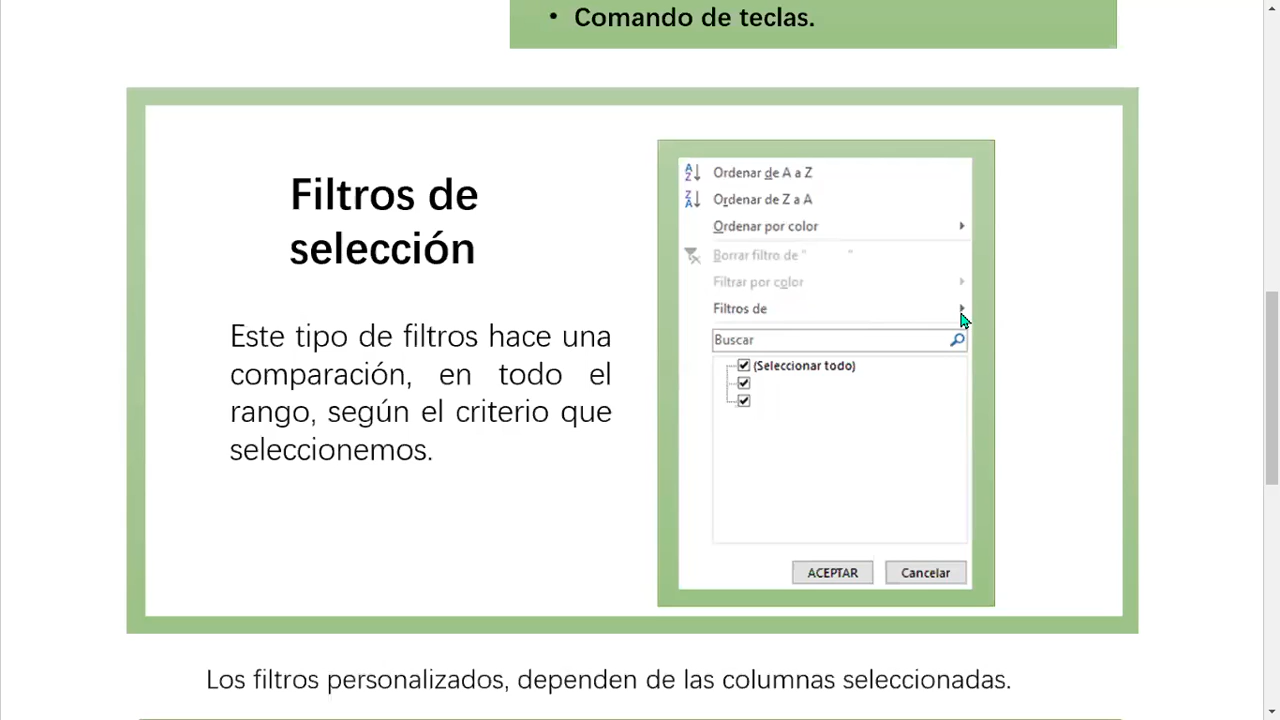 • Comando de teclas.
Filtros de
selección
Este tipo de filtros hace una
comparación, en todo el
rango, según el criterio que
seleccionemos.
Ordenar de A a Z
Ordenar de Z a A
Ordenar por color
Borrar filtro de " "
Filtrar por color
Filtros de
Buscar
(Seleccionar todo)
ACEPTAR Cancelar
Los filtros personalizados, dependen de las columnas seleccionadas.